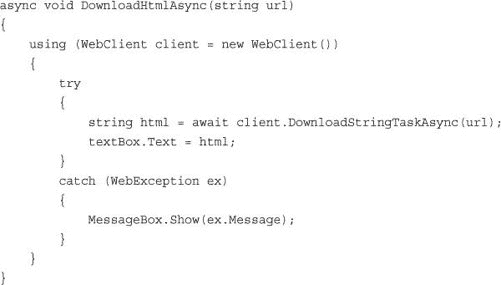 async void DownloadHtmlAsync(string url)
{
    using (WebClient client = new WebClient())
    {
        try
        {
            string html = await client.DownloadStringTaskAsync(url);
            textBox.Text = html;
        }
        catch (WebException ex)
        {
            MessageBox.Show(ex.Message);
        }
    }
}